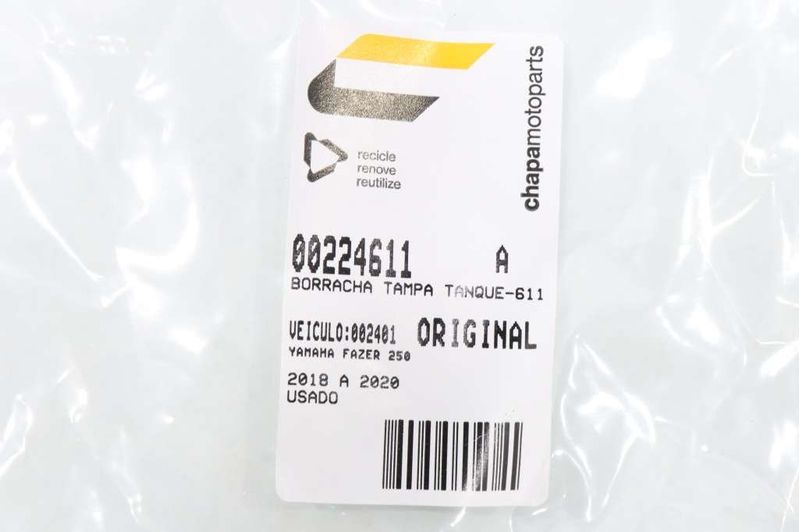 chapamotoparts
recicle
renove
reutilize
00224611 A
BORRACHA TAMPA TANQUE-611
VEICULO:002401 ORIGINAL
YAMAHA FAZER 250
2018 A 2020
USADO